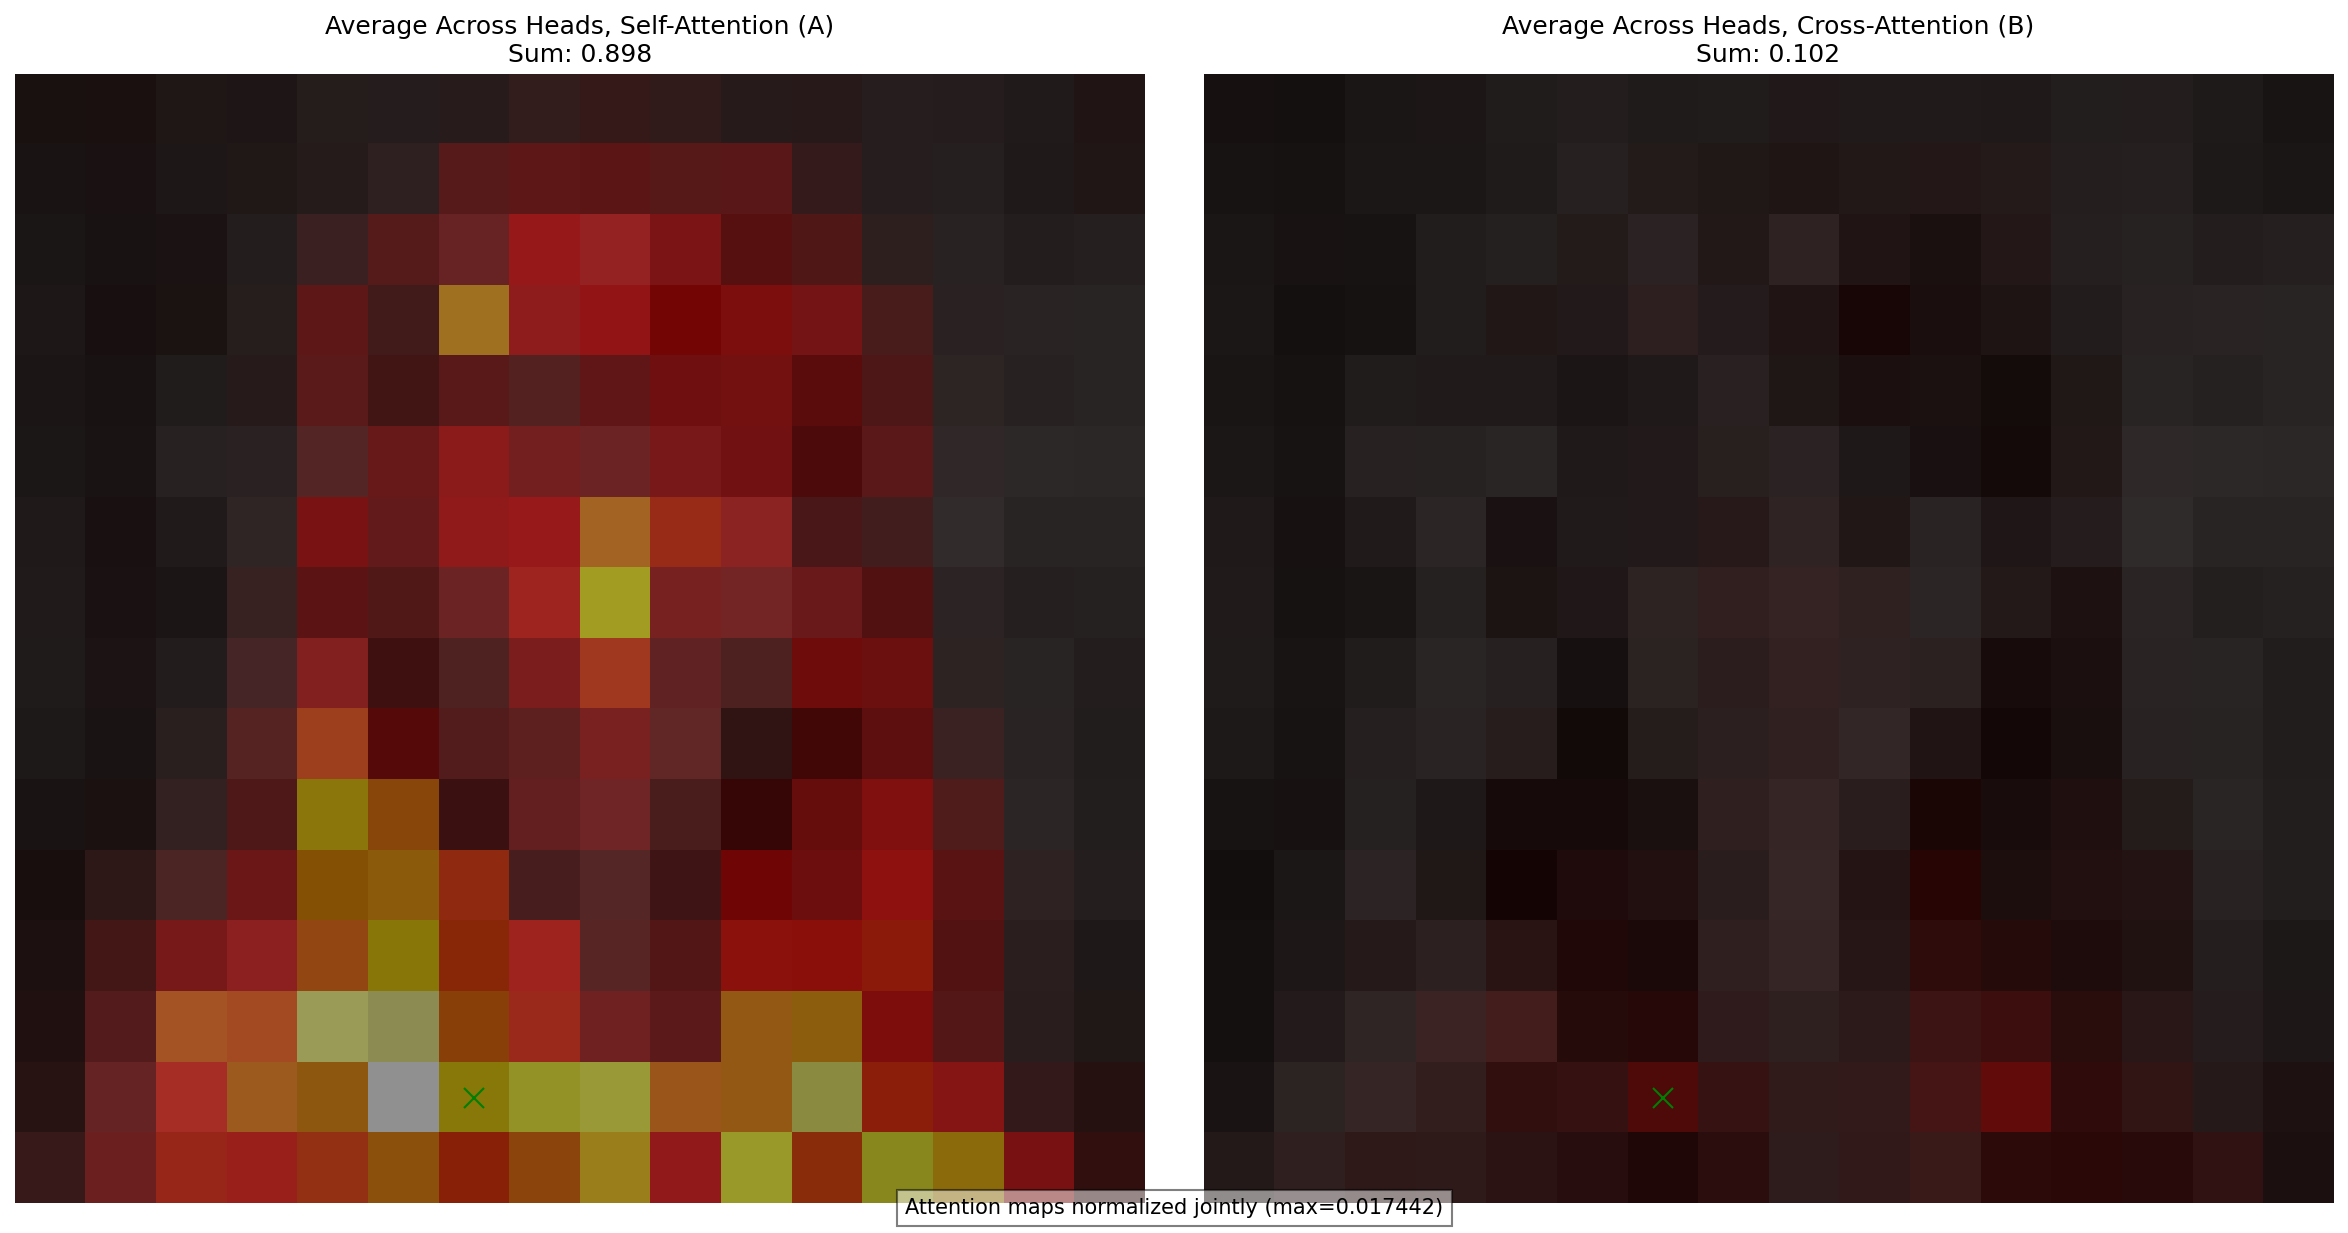 Average Across Heads, Self-Attention (A)
Sum: 0.898
Average Across Heads, Cross-Attention (B)
Sum: 0.102
Attention maps normalized jointly (max=0.017442)